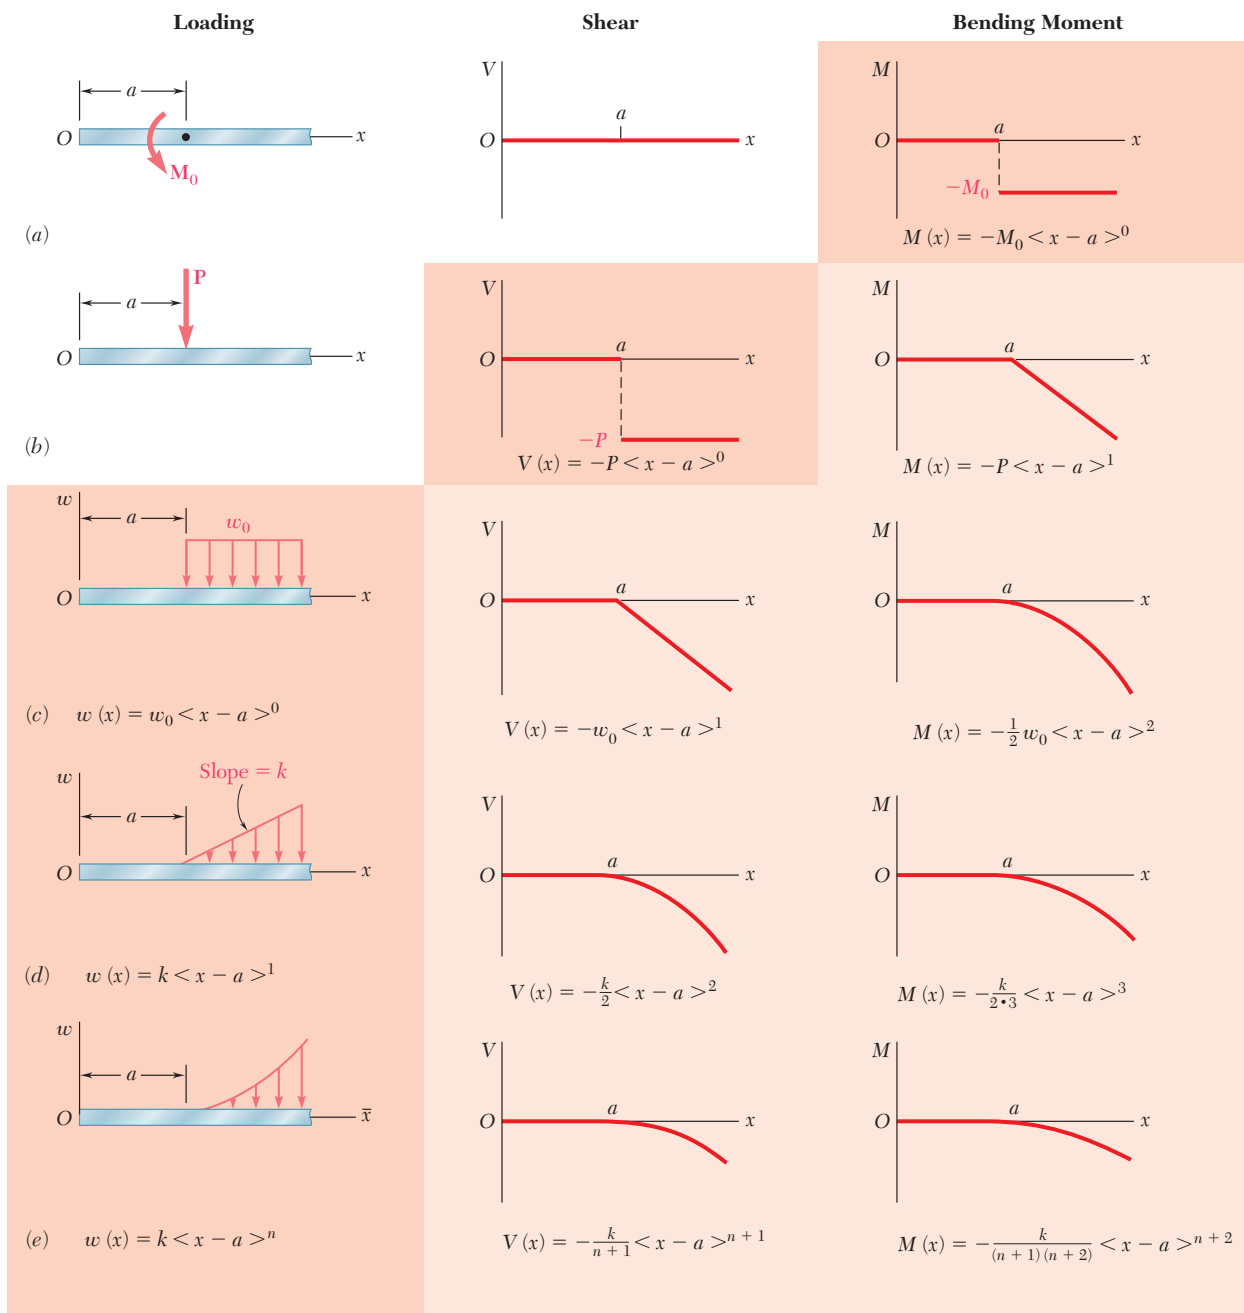 Loading Shear Bending Moment
a
O x
M₀
(a)
V
a
O x
M
a
O x
−M₀
M (x) = −M₀ < x − a >⁰
P
a
O x
(b)
V
a
O x
−P
V (x) = −P < x − a >⁰
M
a
O x
M (x) = −P < x − a >¹
w
a
w₀
O x
(c) w (x) = w₀ < x − a >⁰
V
a
O x
V (x) = −w₀ < x − a >¹
M
a
O x
M (x) = −½ w₀ < x − a >²
w
Slope = k
a
O x
(d) w (x) = k < x − a >¹
V
a
O x
V (x) = −k/2 < x − a >²
M
a
O x
M (x) = −k/2•3 < x − a >³
w
a
O x̄
(e) w (x) = k < x − a >ⁿ
V
a
O x
V (x) = −k/n + 1 < x − a >ⁿ ⁺ ¹
M
a
O x
M (x) = −k/(n + 1) (n + 2) < x − a >ⁿ ⁺ ²